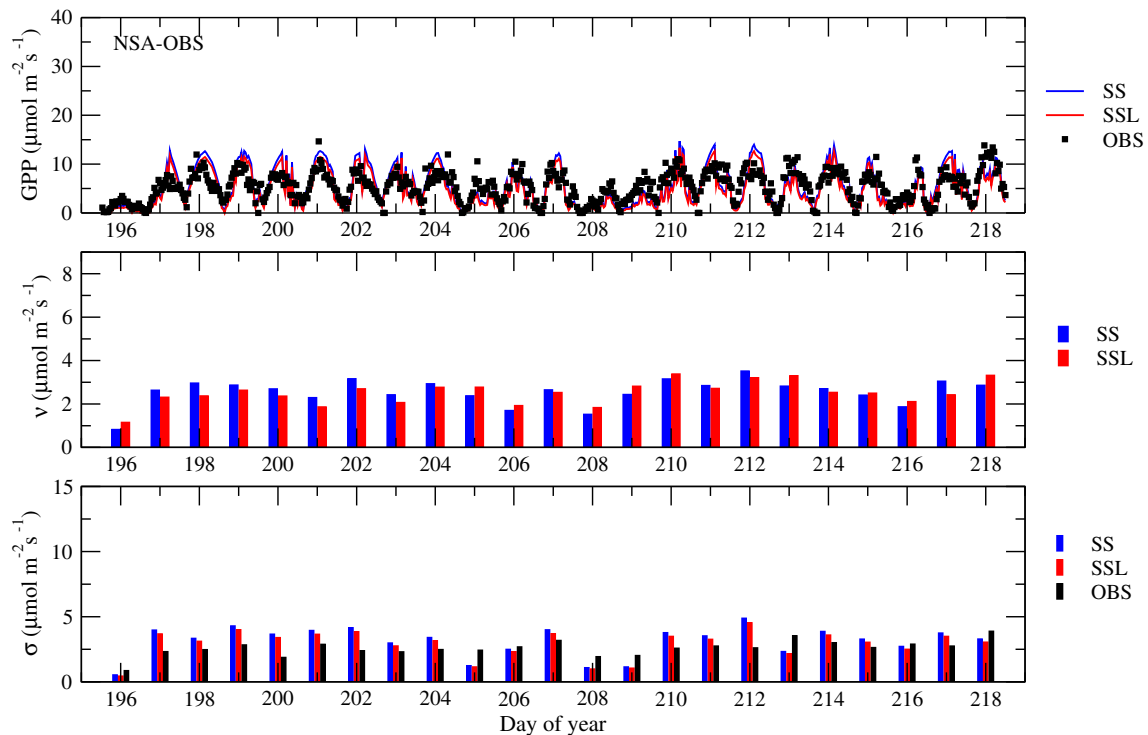 40
30
20
10
0
GPP (μmol m⁻² s⁻¹)
NSA-OBS
196 198 200 202 204 206 208 210 212 214 216 218
SS
SSL
OBS
8
6
4
2
0
ν (μmol m⁻² s⁻¹)
196 198 200 202 204 206 208 210 212 214 216 218
SS
SSL
15
10
5
0
σ (μmol m⁻² s⁻¹)
196 198 200 202 204 206 208 210 212 214 216 218
Day of year
SS
SSL
OBS